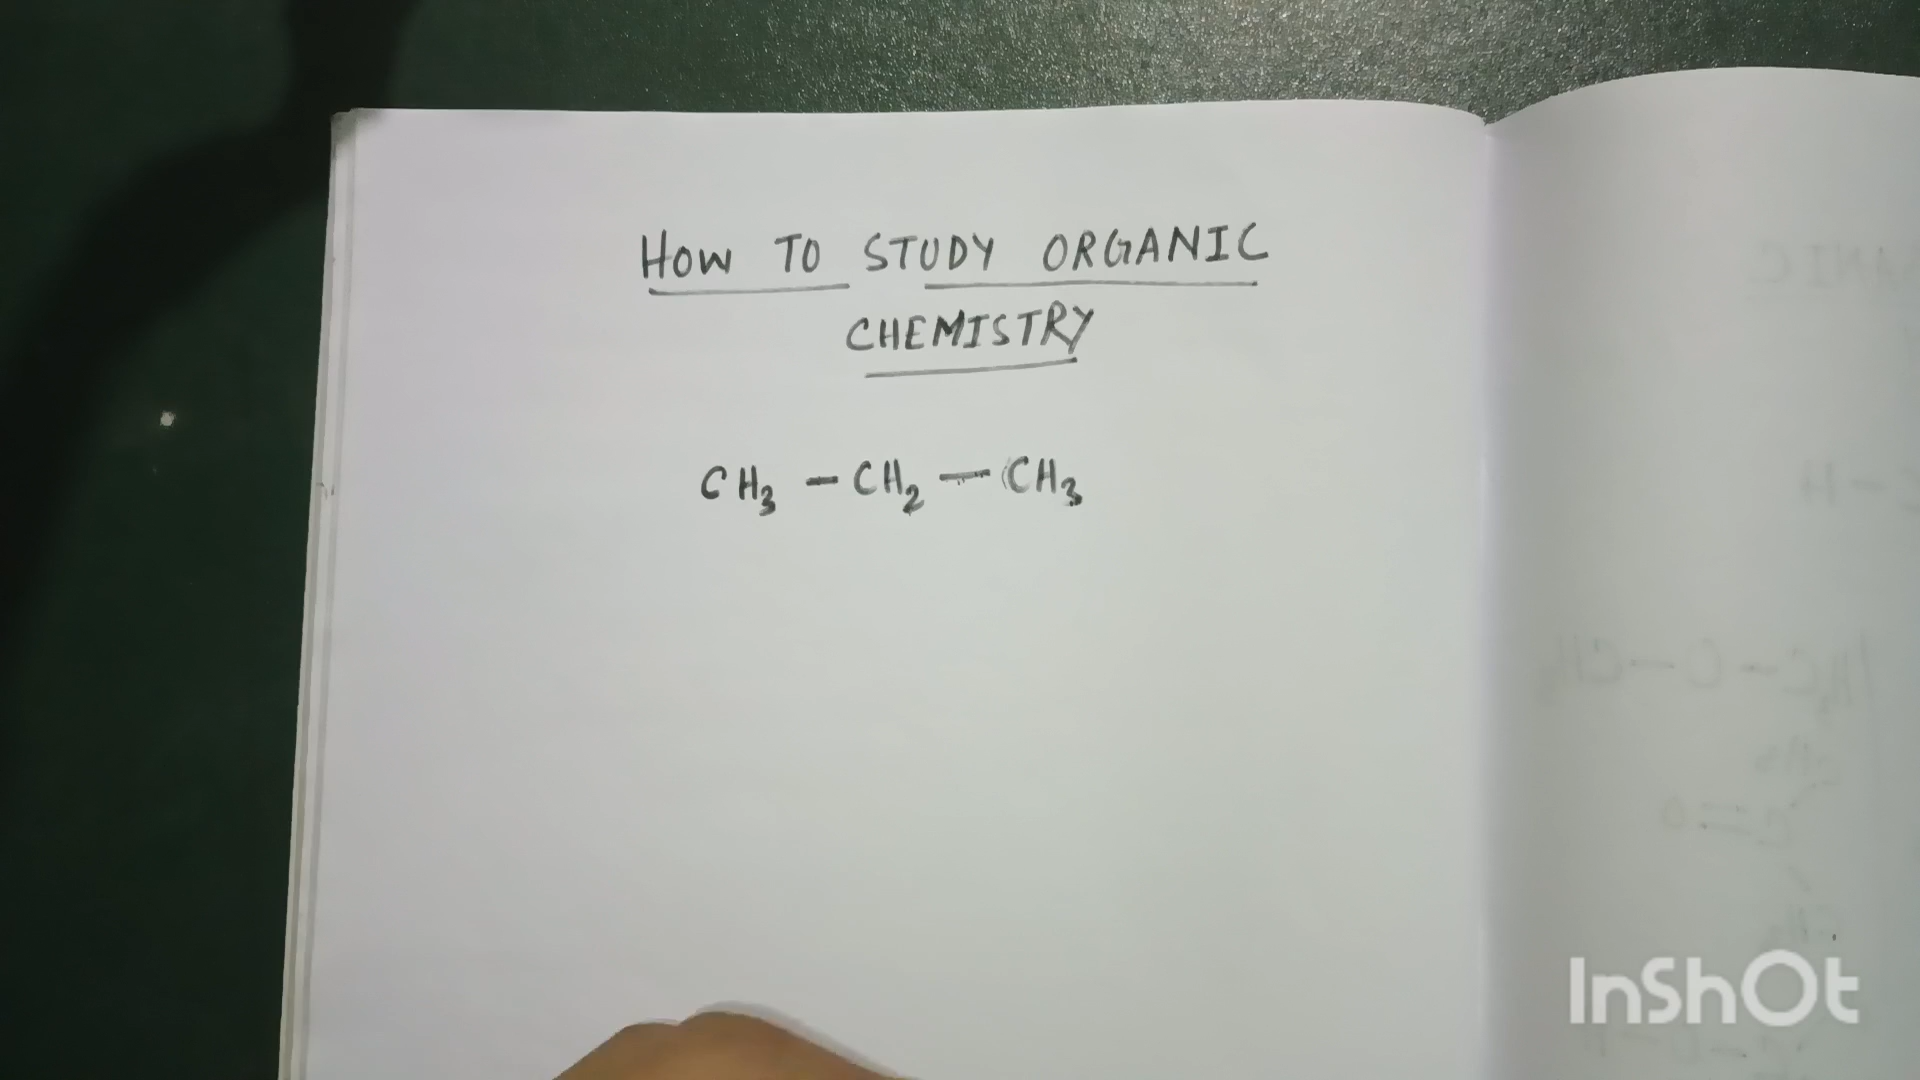 HOW TO STUDY ORGANIC
CHEMISTRY
CH₃ – CH₂ – CH₃
InShOt